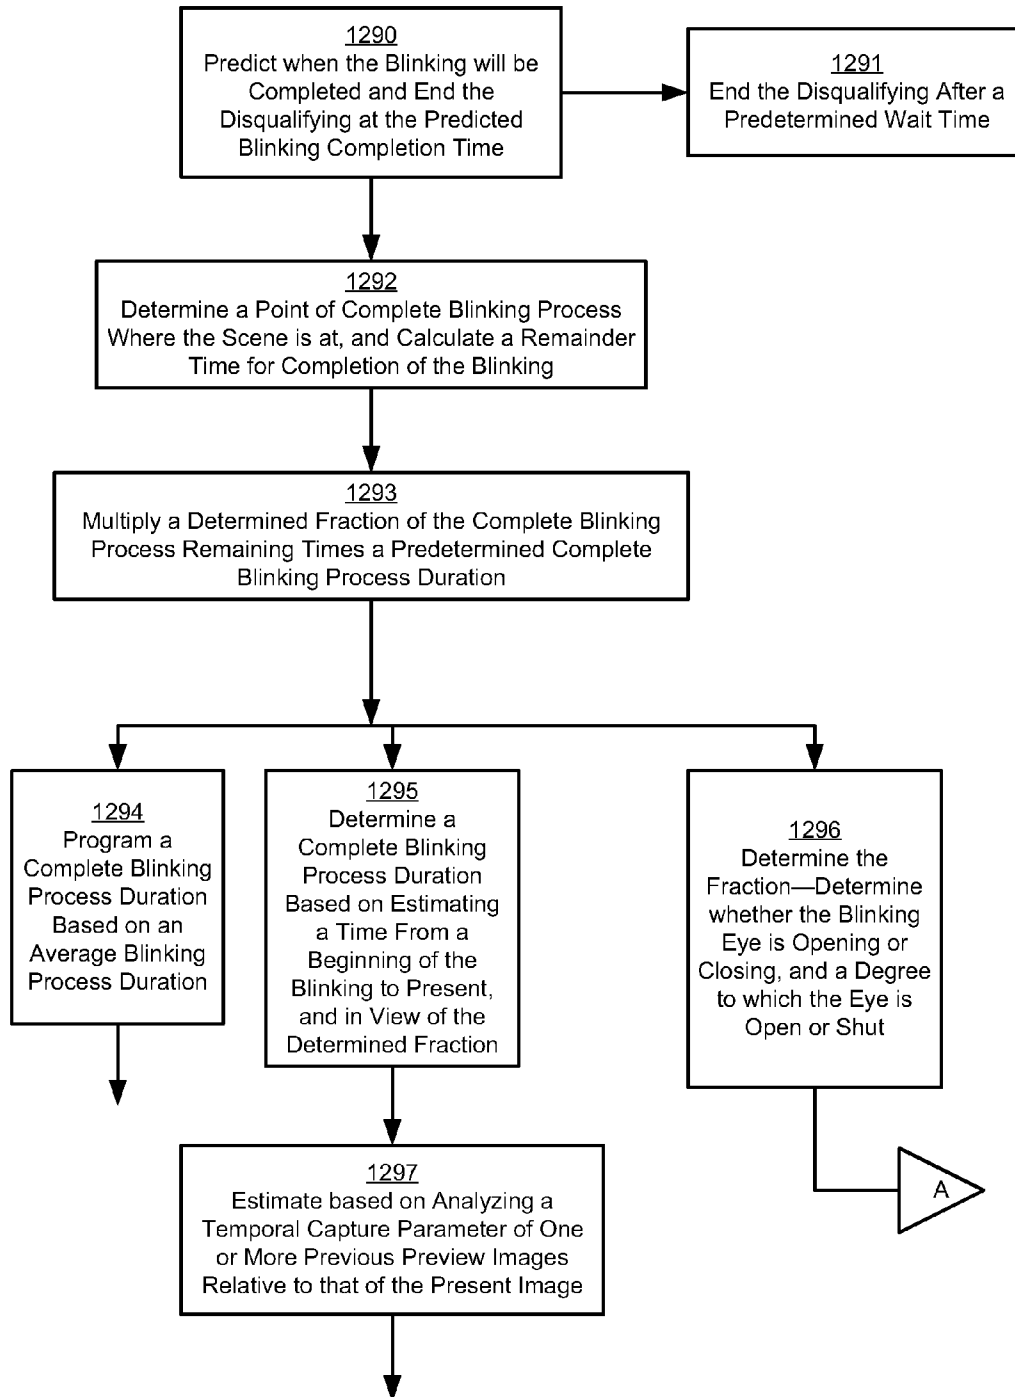 1290
Predict when the Blinking will be
Completed and End the
Disqualifying at the Predicted
Blinking Completion Time
1291
End the Disqualifying After a
Predetermined Wait Time
1292
Determine a Point of Complete Blinking Process
Where the Scene is at, and Calculate a Remainder
Time for Completion of the Blinking
1293
Multiply a Determined Fraction of the Complete Blinking
Process Remaining Times a Predetermined Complete
Blinking Process Duration
1294
Program a
Complete Blinking
Process Duration
Based on an
Average Blinking
Process Duration
1295
Determine a
Complete Blinking
Process Duration
Based on Estimating
a Time From a
Beginning of the
Blinking to Present,
and in View of the
Determined Fraction
1296
Determine the
Fraction—Determine
whether the Blinking
Eye is Opening or
Closing, and a Degree
to which the Eye is
Open or Shut
1297
Estimate based on Analyzing a
Temporal Capture Parameter of One
or More Previous Preview Images
Relative to that of the Present Image
A